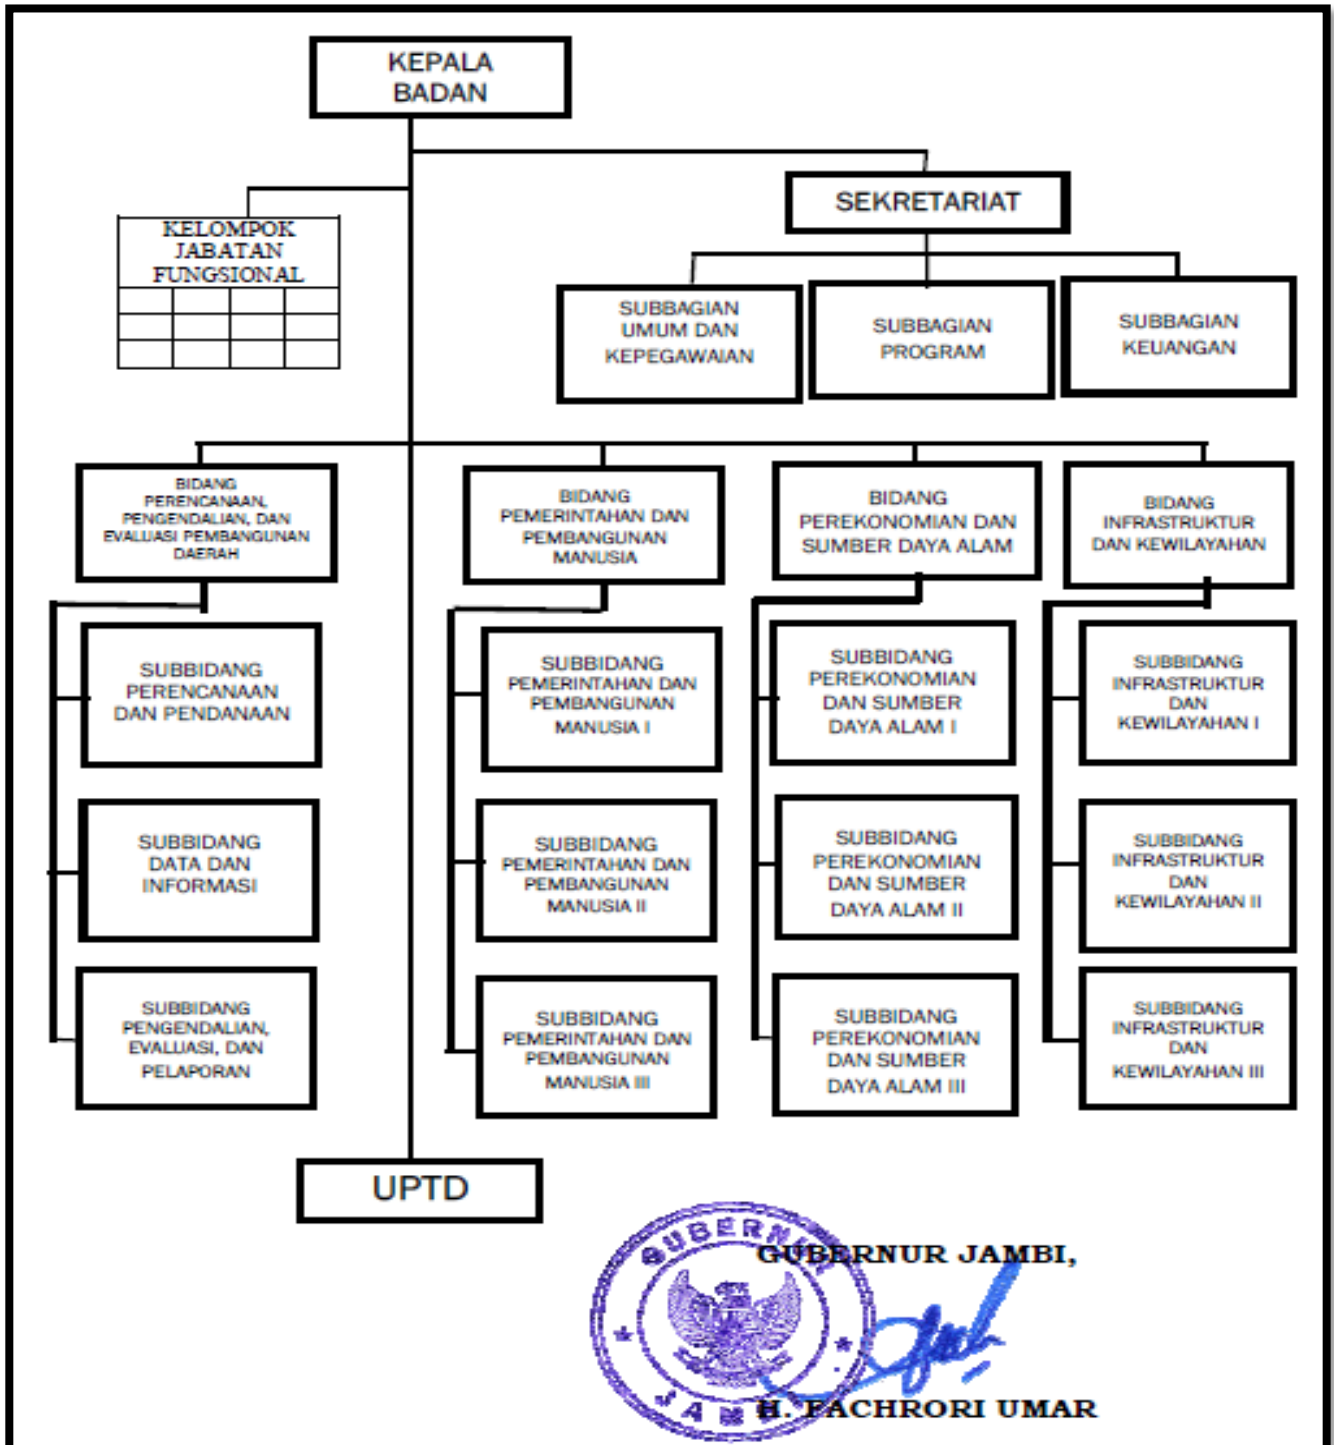 KEPALA
BADAN
SEKRETARIAT
KELOMPOK
JABATAN
FUNGSIONAL
SUBBAGIAN
UMUM DAN
KEPEGAWAIAN
SUBBAGIAN
PROGRAM
SUBBAGIAN
KEUANGAN
BIDANG
PERENCANAAN,
PENGENDALIAN, DAN
EVALUASI PEMBANGUNAN
DAERAH
BIDANG
PEMERINTAHAN DAN
PEMBANGUNAN
MANUSIA
BIDANG
PEREKONOMIAN DAN
SUMBER DAYA ALAM
BIDANG
INFRASTRUKTUR
DAN KEWILAYAHAN
SUBBIDANG
PERENCANAAN
DAN PENDANAAN
SUBBIDANG
PEMERINTAHAN DAN
PEMBANGUNAN
MANUSIA I
SUBBIDANG
PEREKONOMIAN
DAN SUMBER
DAYA ALAM I
SUBBIDANG
INFRASTRUKTUR
DAN
KEWILAYAHAN I
SUBBIDANG
DATA DAN
INFORMASI
SUBBIDANG
PEMERINTAHAN DAN
PEMBANGUNAN
MANUSIA II
SUBBIDANG
PEREKONOMIAN
DAN SUMBER
DAYA ALAM II
SUBBIDANG
INFRASTRUKTUR
DAN
KEWILAYAHAN II
SUBBIDANG
PENGENDALIAN,
EVALUASI, DAN
PELAPORAN
SUBBIDANG
PEMERINTAHAN DAN
PEMBANGUNAN
MANUSIA III
SUBBIDANG
PEREKONOMIAN
DAN SUMBER
DAYA ALAM III
SUBBIDANG
INFRASTRUKTUR
DAN
KEWILAYAHAN III
UPTD
GUBERNUR
JAMBI
GUBERNUR JAMBI,
H. FACHRORI UMAR